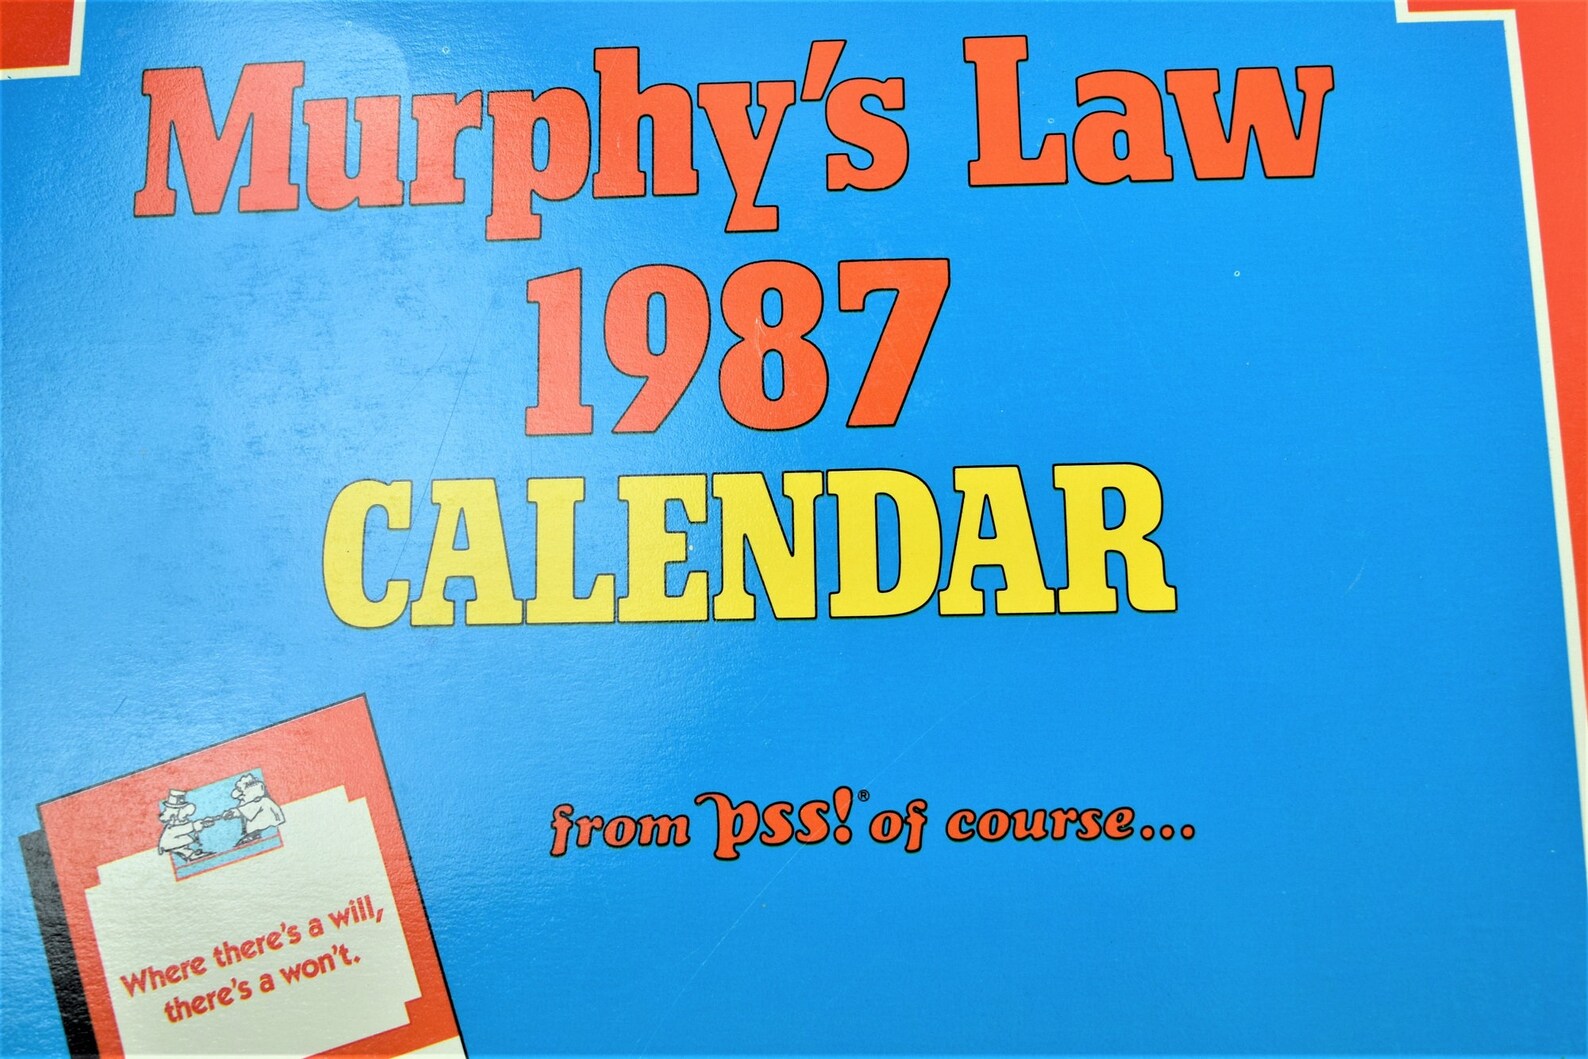 Murphy's Law
1987
CALENDAR
from pss!® of course...
Where there's a will,
there's a won't.